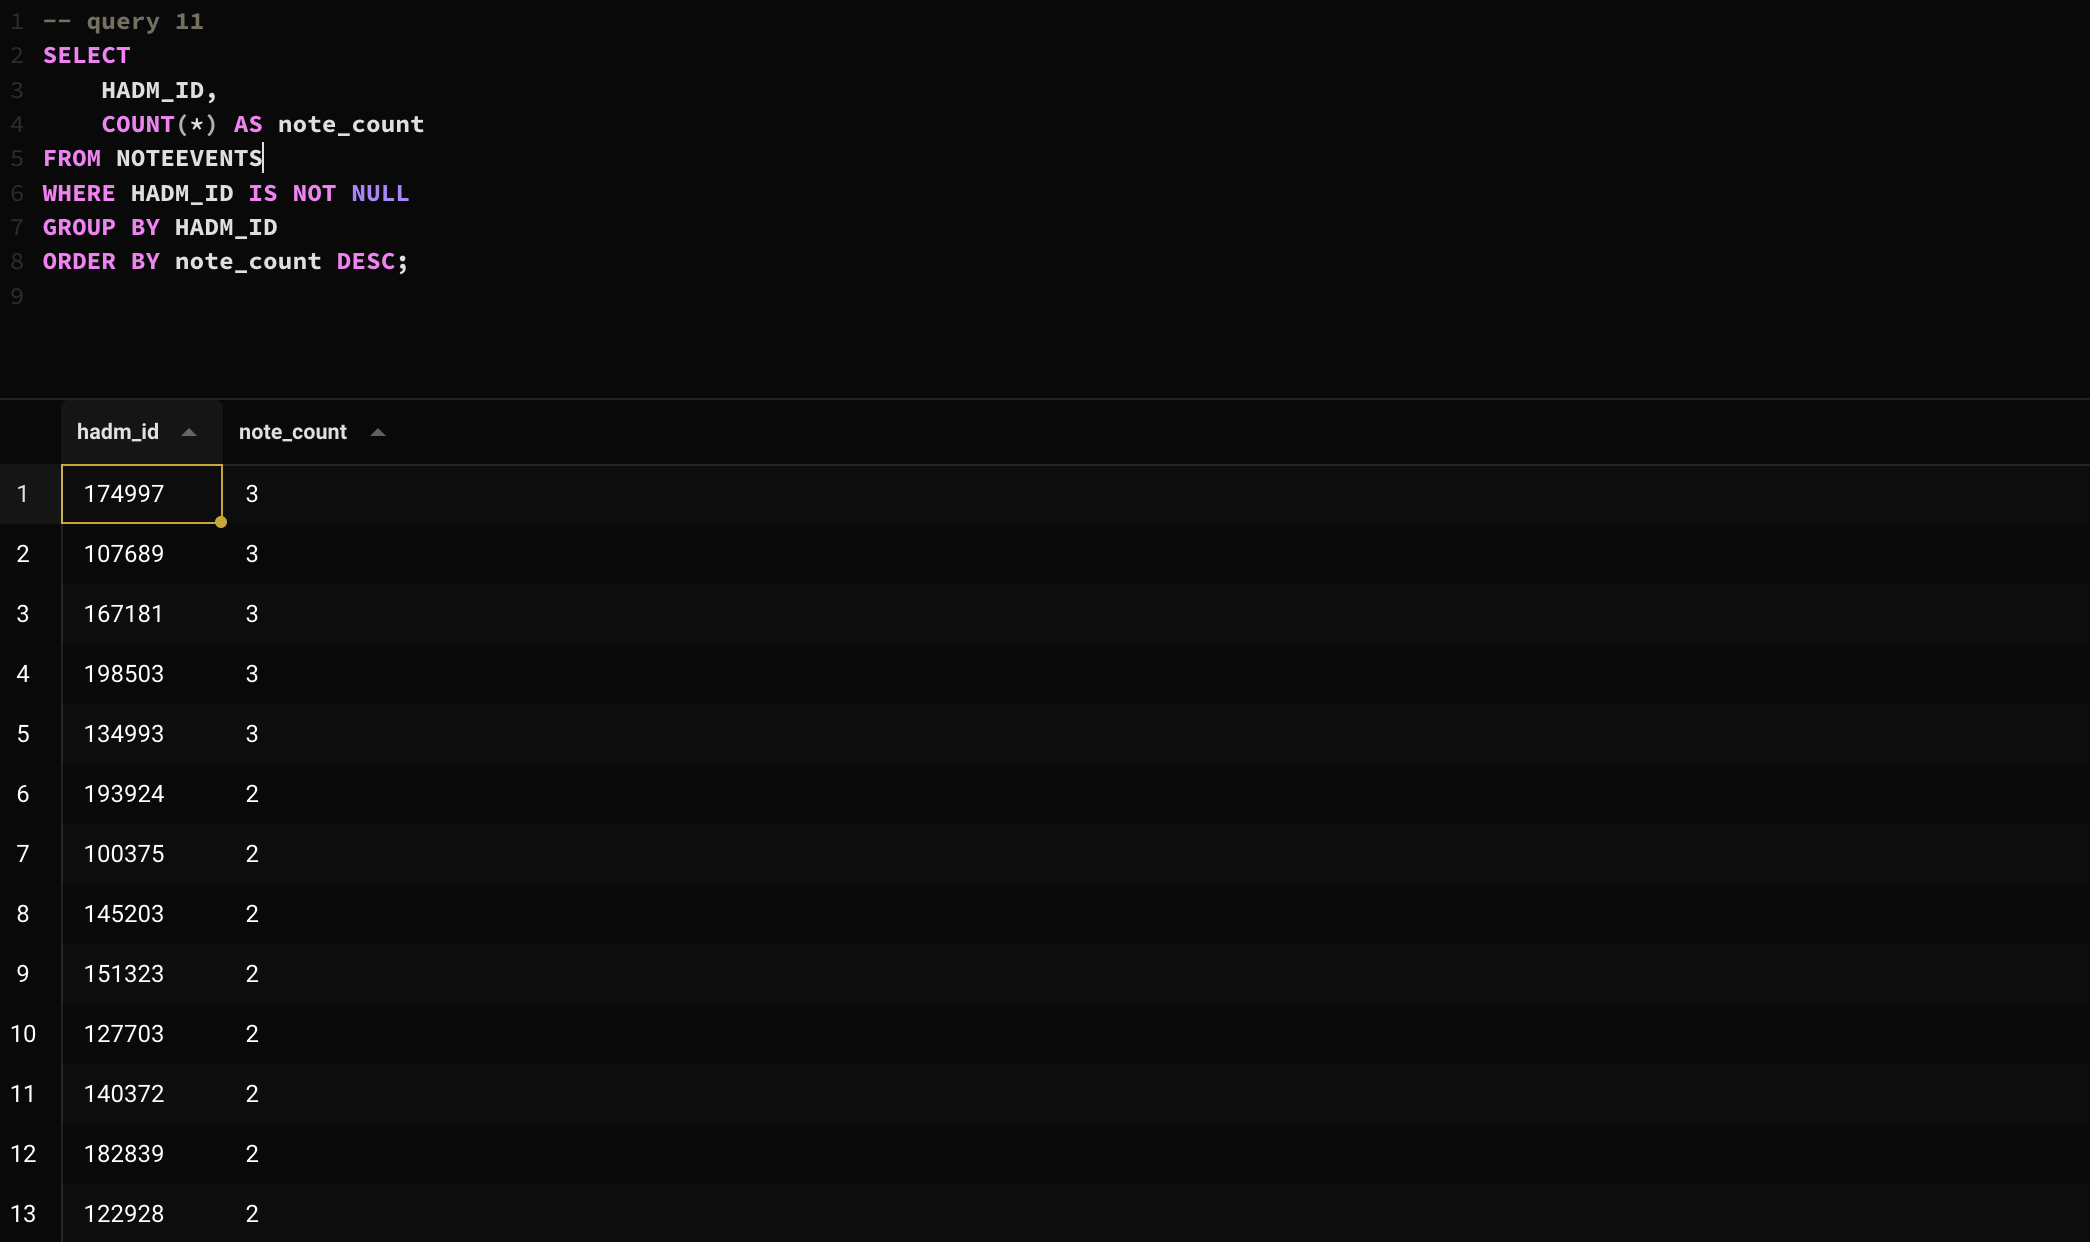 1 -- query 11
2 SELECT
3 HADM_ID,
4 COUNT(*) AS note_count
5 FROM NOTEEVENTS
6 WHERE HADM_ID IS NOT NULL
7 GROUP BY HADM_ID
8 ORDER BY note_count DESC;
9
hadm_id note_count
1 174997 3
2 107689 3
3 167181 3
4 198503 3
5 134993 3
6 193924 2
7 100375 2
8 145203 2
9 151323 2
10 127703 2
11 140372 2
12 182839 2
13 122928 2